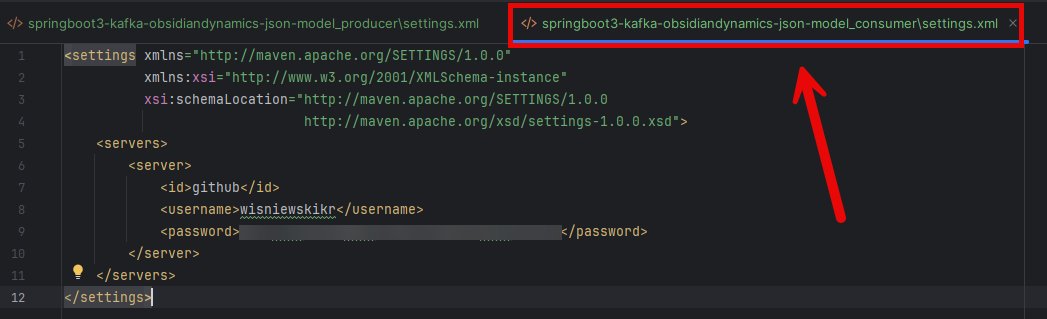 springboot3-kafka-obsidiandynamics-json-model_producer\settings.xml
springboot3-kafka-obsidiandynamics-json-model_consumer\settings.xml
1 <settings xmlns="http://maven.apache.org/SETTINGS/1.0.0"
2 xmlns:xsi="http://www.w3.org/2001/XMLSchema-instance"
3 xsi:schemaLocation="http://maven.apache.org/SETTINGS/1.0.0
4 http://maven.apache.org/xsd/settings-1.0.0.xsd">
5 <servers>
6 <server>
7 <id>github</id>
8 <username>wisniewskikr</username>
9 <password></password>
10 </server>
11 </servers>
12 </settings>